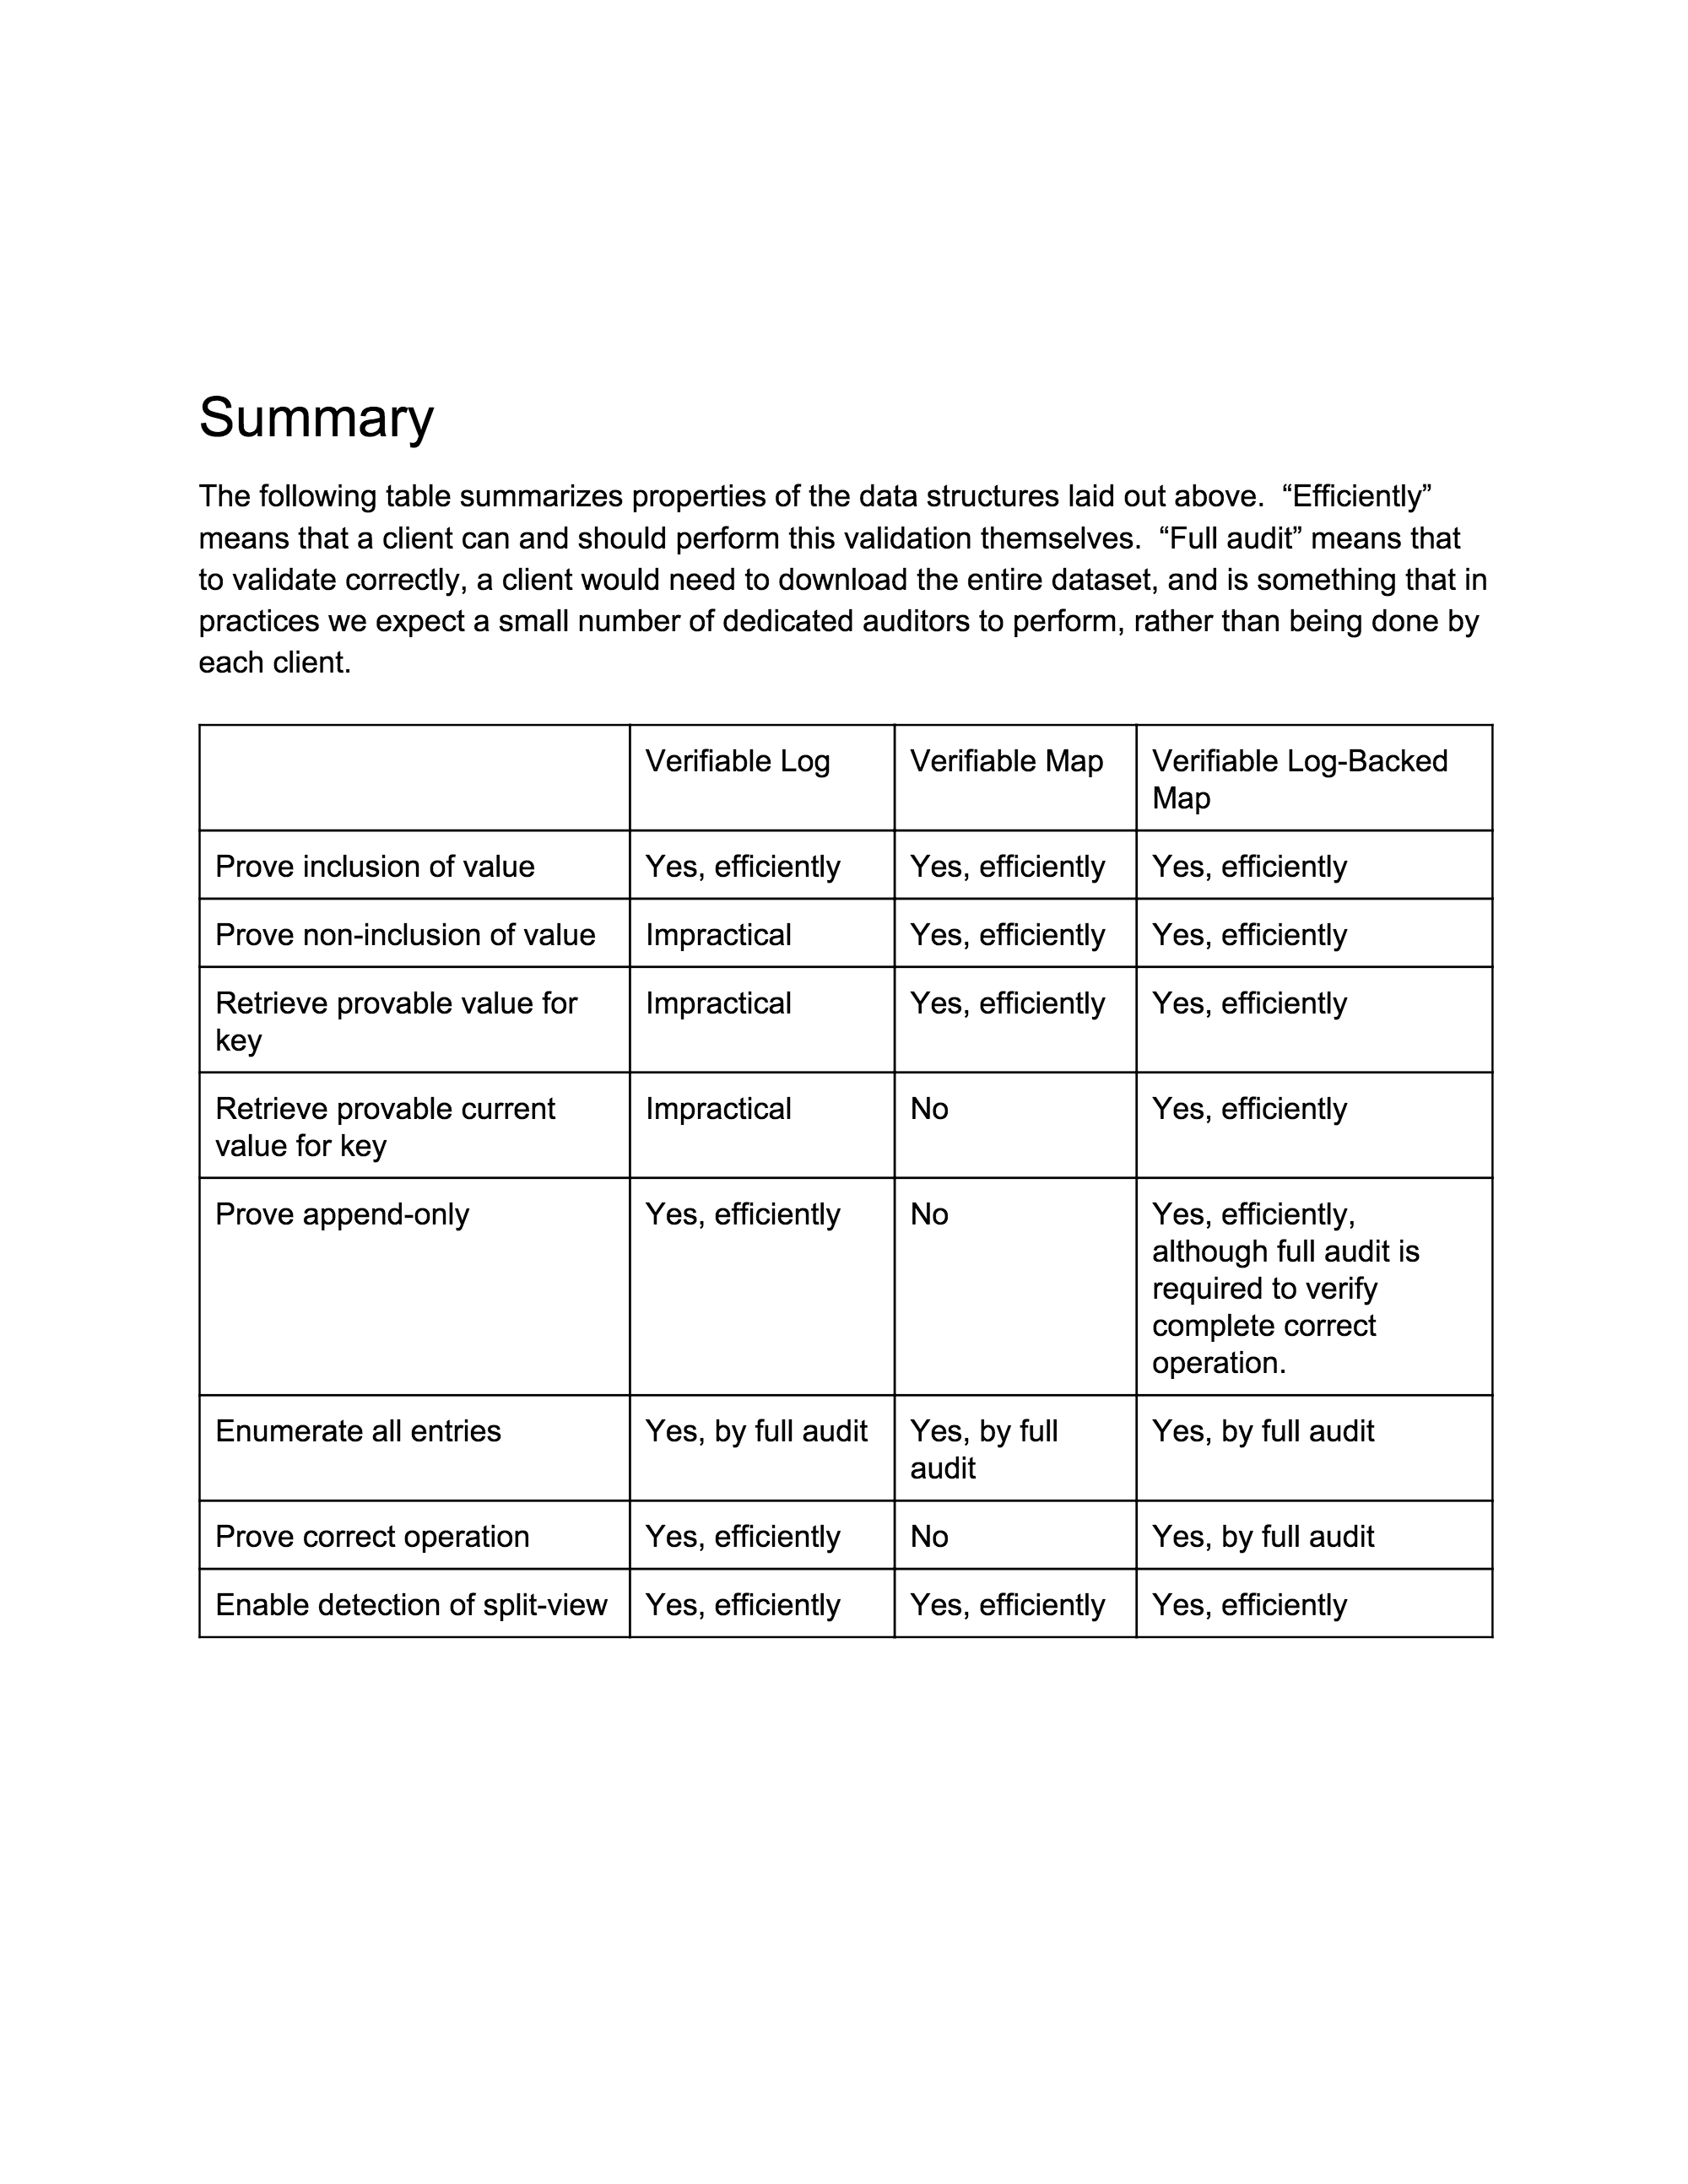 Summary
The following table summarizes properties of the data structures laid out above.  “Efficiently”
means that a client can and should perform this validation themselves.  “Full audit” means that
to validate correctly, a client would need to download the entire dataset, and is something that in
practices we expect a small number of dedicated auditors to perform, rather than being done by
each client.
Verifiable Log
Verifiable Map
Verifiable Log-Backed
Map
Prove inclusion of value
Yes, efficiently
Yes, efficiently
Yes, efficiently
Prove non-inclusion of value
Impractical
Yes, efficiently
Yes, efficiently
Retrieve provable value for
key
Impractical
Yes, efficiently
Yes, efficiently
Retrieve provable current
value for key
Impractical
No
Yes, efficiently
Prove append-only
Yes, efficiently
No
Yes, efficiently,
although full audit is
required to verify
complete correct
operation.
Enumerate all entries
Yes, by full audit
Yes, by full
audit
Yes, by full audit
Prove correct operation
Yes, efficiently
No
Yes, by full audit
Enable detection of split-view
Yes, efficiently
Yes, efficiently
Yes, efficiently